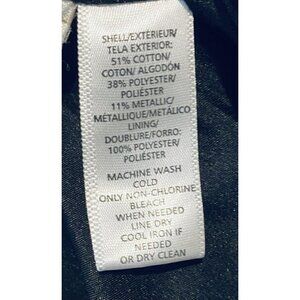 SHELL/EXTÉRIEUR/
TELA EXTERIOR:
51% COTTON/
COTON/ ALGODÓN
38% POLYESTER/
POLIÉSTER
11% METALLIC/
MÉTALLIQUE/METÁLICO
LINING/
DOUBLURE/FORRO:
100% POLYESTER/
POLIÉSTER
MACHINE WASH
COLD
ONLY NON-CHLORINE
BLEACH
WHEN NEEDED
LINE DRY
COOL IRON IF
NEEDED
OR DRY CLEAN